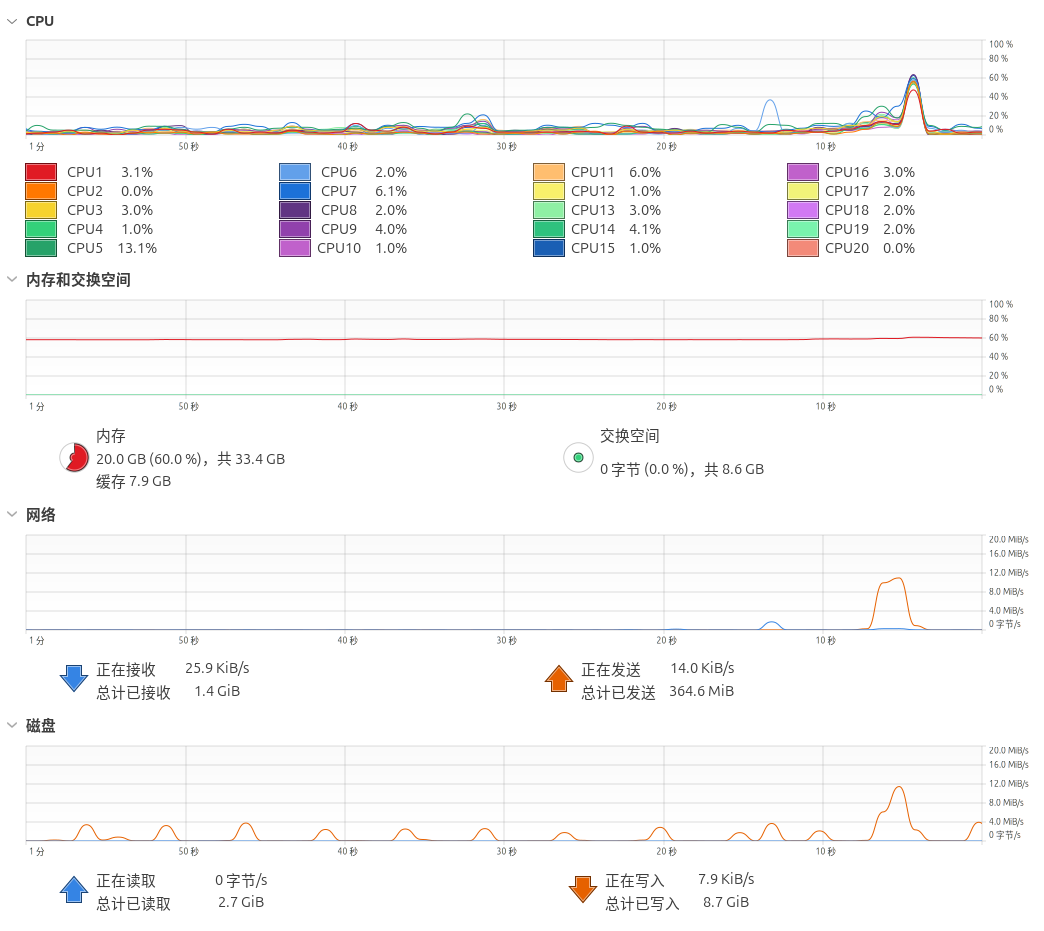 CPU
100 %
80 %
60 %
40 %
20 %
0 %
1 分 50 秒 40 秒 30 秒 20 秒 10 秒
CPU1 3.1% CPU6 2.0% CPU11 6.0% CPU16 3.0%
CPU2 0.0% CPU7 6.1% CPU12 1.0% CPU17 2.0%
CPU3 3.0% CPU8 2.0% CPU13 3.0% CPU18 2.0%
CPU4 1.0% CPU9 4.0% CPU14 4.1% CPU19 2.0%
CPU5 13.1% CPU10 1.0% CPU15 1.0% CPU20 0.0%
内存和交换空间
100 %
80 %
60 %
40 %
20 %
0 %
1 分 50 秒 40 秒 30 秒 20 秒 10 秒
内存
20.0 GB (60.0 %)，共 33.4 GB
缓存 7.9 GB
交换空间
0 字节 (0.0 %)，共 8.6 GB
网络
20.0 MiB/s
16.0 MiB/s
12.0 MiB/s
8.0 MiB/s
4.0 MiB/s
0 字节/s
1 分 50 秒 40 秒 30 秒 20 秒 10 秒
正在接收 25.9 KiB/s
总计已接收 1.4 GiB
正在发送 14.0 KiB/s
总计已发送 364.6 MiB
磁盘
20.0 MiB/s
16.0 MiB/s
12.0 MiB/s
8.0 MiB/s
4.0 MiB/s
0 字节/s
1 分 50 秒 40 秒 30 秒 20 秒 10 秒
正在读取 0 字节/s
总计已读取 2.7 GiB
正在写入 7.9 KiB/s
总计已写入 8.7 GiB